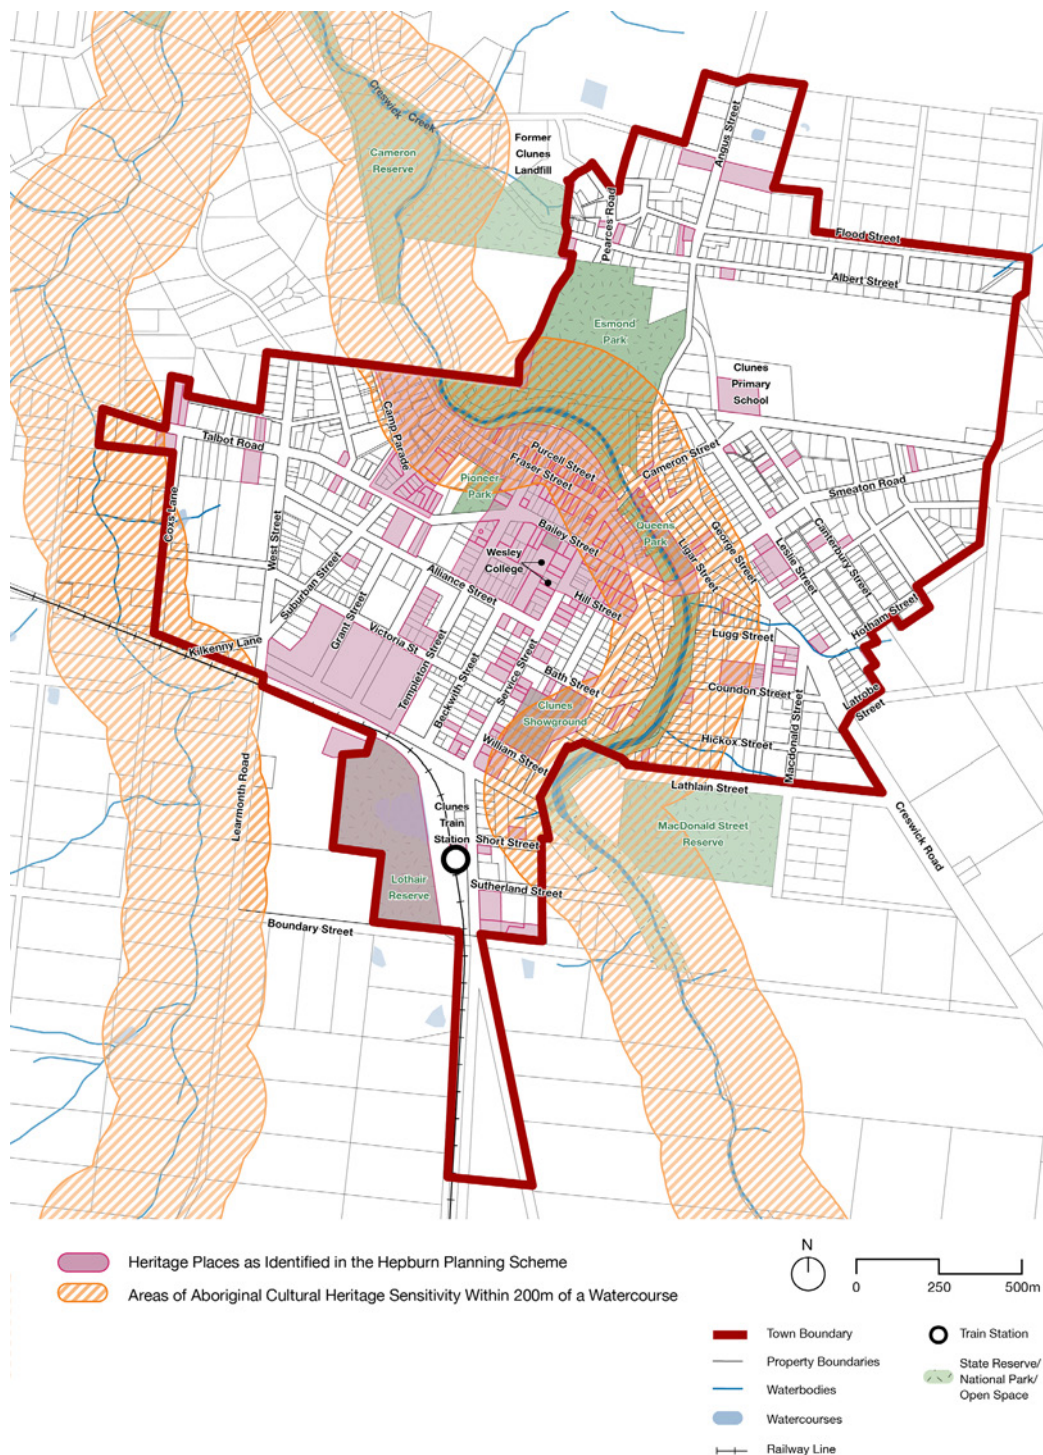 Creswick Creek
Cameron
Reserve
Former
Clunes
Landfill
Angus Street
Pearces Road
Flood Street
Albert Street
Esmond
Park
Clunes
Primary
School
Talbot Road
Camp Parade
Purcell Street
Fraser Street
Cameron Street
Smeaton Road
Pioneer
Park
Coxs Lane
West Street
Bailey Street
Queens
Park
George Street
Ligar Street
Canterbury Street
Leslie Street
Wesley
College
Suburban Street
Alliance Street
Hill Street
Hotham Street
Grant Street
Victoria St
Lugg Street
Kilkenny Lane
Templeton Street
Beckwith Street
Service Street
Bath Street
Coundon Street
Latrobe
Street
Clunes
Showground
Macdonald Street
Hickox Street
William Street
Lathlain Street
Learmonth Road
Clunes
Train
Station
Short Street
MacDonald Street
Reserve
Creswick Road
Lothair
Reserve
Sutherland Street
Boundary Street
Heritage Places as Identified in the Hepburn Planning Scheme
Areas of Aboriginal Cultural Heritage Sensitivity Within 200m of a Watercourse
N
0 250 500m
Town Boundary
Property Boundaries
Waterbodies
Watercourses
Railway Line
Train Station
State Reserve/
National Park/
Open Space